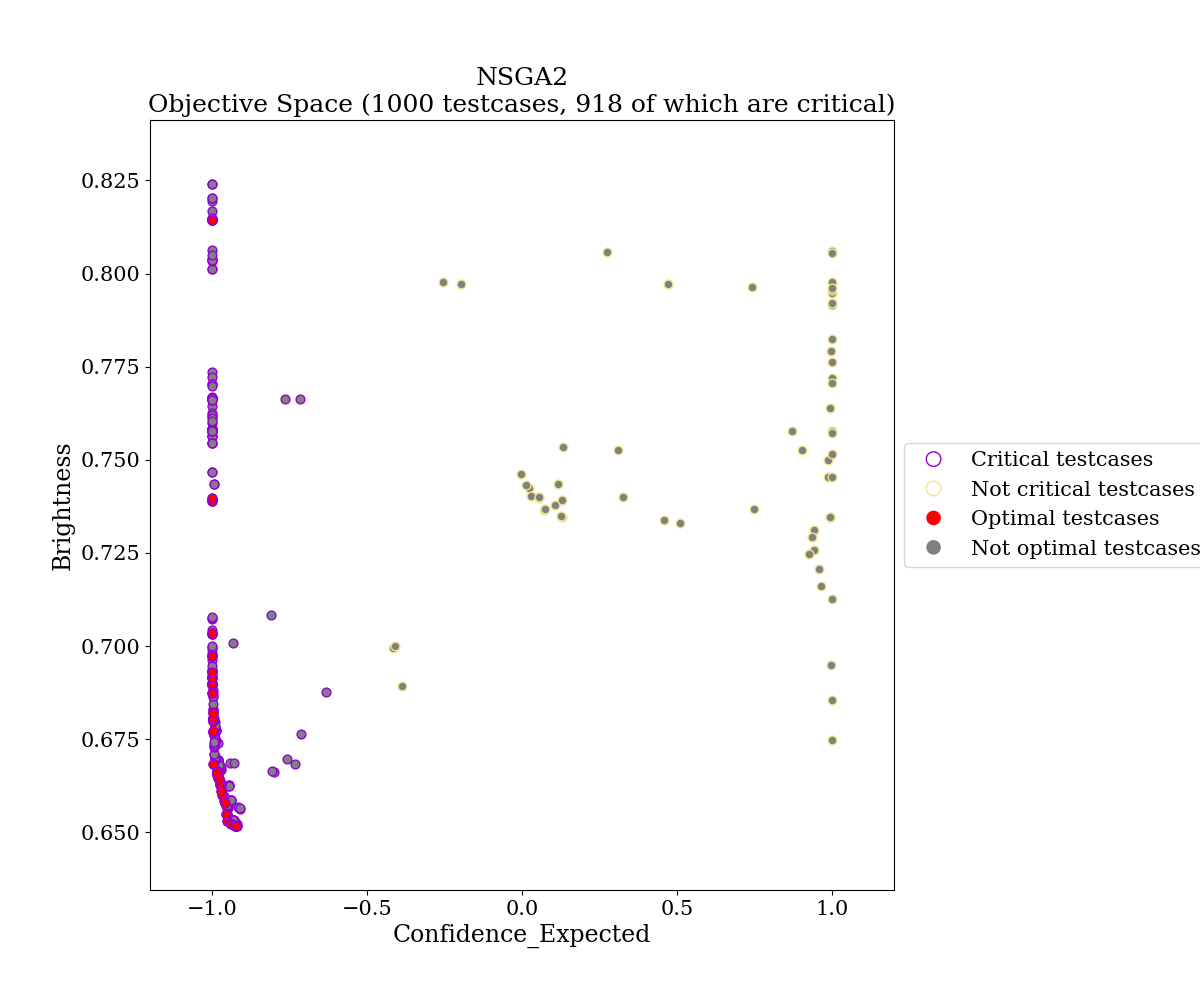 NSGA2
Objective Space (1000 testcases, 918 of which are critical)
0.825
0.800
0.775
0.750
0.725
0.700
0.675
0.650
Brightness
−1.0
−0.5
0.0
0.5
1.0
Confidence_Expected
Critical testcases
Not critical testcases
Optimal testcases
Not optimal testcases